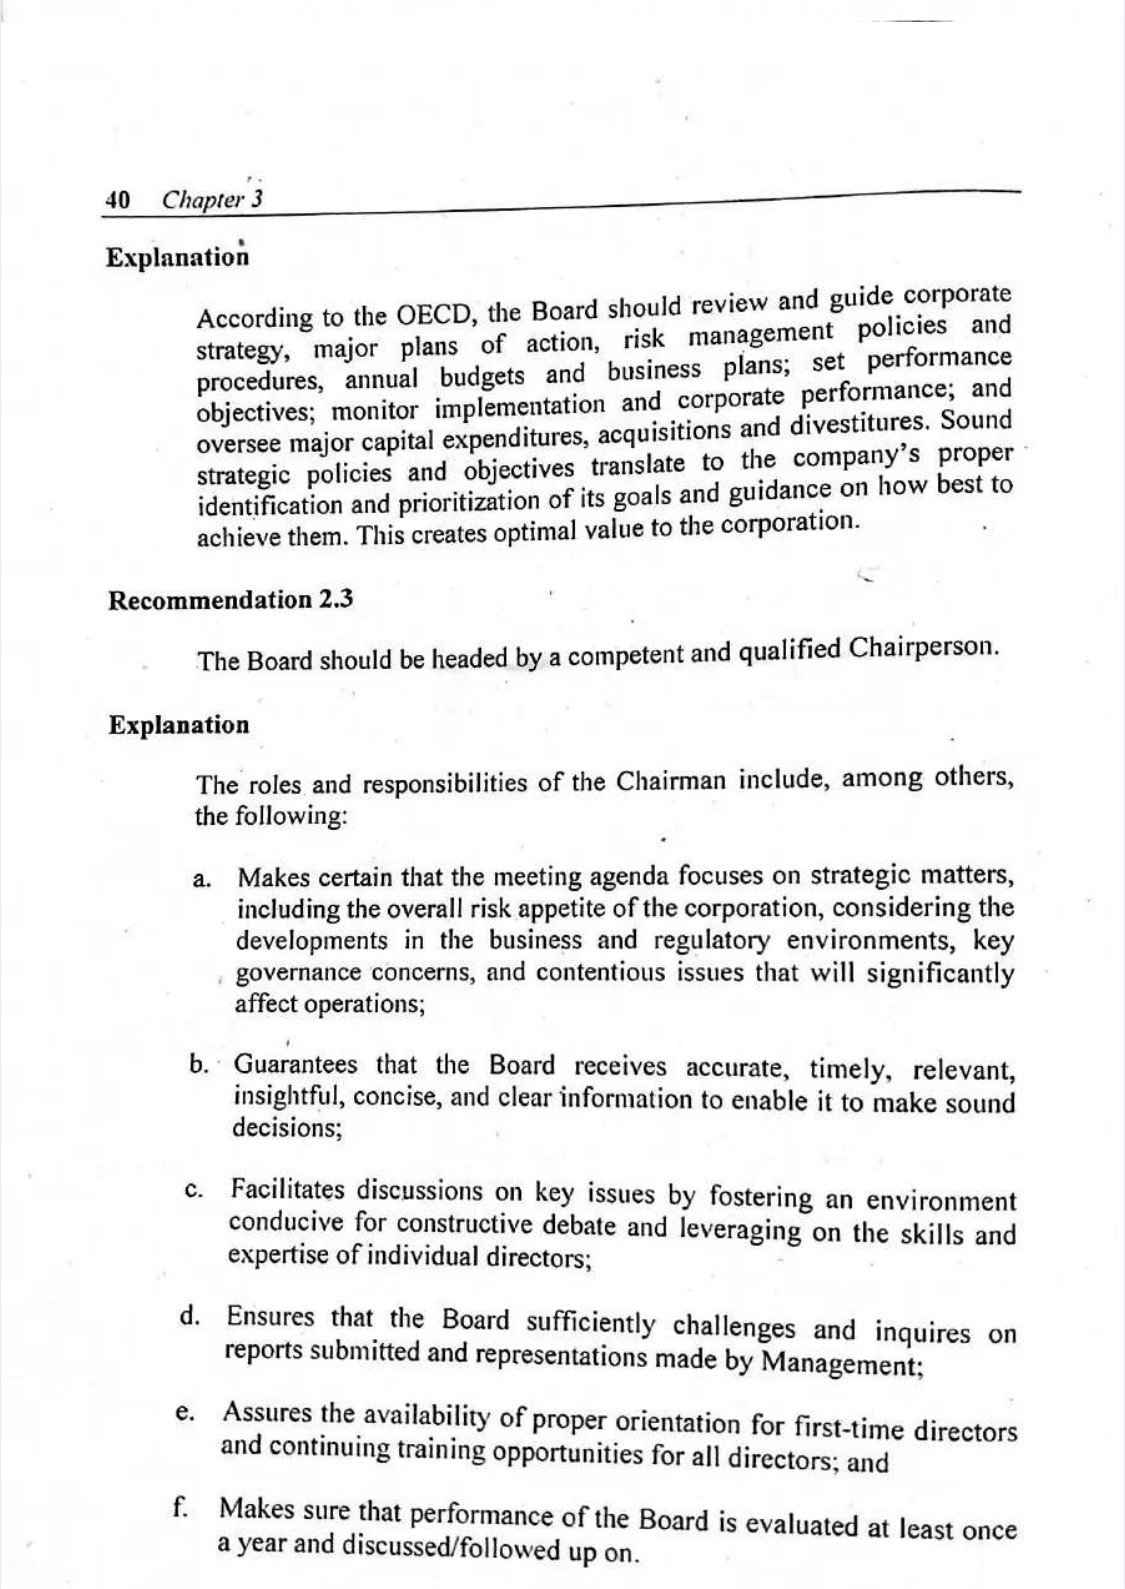 40 Chapter 3
Explanation
According to the OECD, the Board should review and guide corporate
strategy, major plans of action, risk management policies and
procedures, annual budgets and business plans; set performance
objectives; monitor implementation and corporate performance; and
oversee major capital expenditures, acquisitions and divestitures. Sound
strategic policies and objectives translate to the company's proper
identification and prioritization of its goals and guidance on how best to
achieve them. This creates optimal value to the corporation.
Recommendation 2.3
The Board should be headed by a competent and qualified Chairperson.
Explanation
The roles and responsibilities of the Chairman include, among others,
the following:
a. Makes certain that the meeting agenda focuses on strategic matters,
including the overall risk appetite of the corporation, considering the
developments in the business and regulatory environments, key
governance concerns, and contentious issues that will significantly
affect operations;
b. Guarantees that the Board receives accurate, timely, relevant,
insightful, concise, and clear information to enable it to make sound
decisions;
c. Facilitates discussions on key issues by fostering an environment
conducive for constructive debate and leveraging on the skills and
expertise of individual directors;
d. Ensures that the Board sufficiently challenges and inquires on
reports submitted and representations made by Management;
e. Assures the availability of proper orientation for first-time directors
and continuing training opportunities for all directors; and
f. Makes sure that performance of the Board is evaluated at least once
a year and discussed/followed up on.